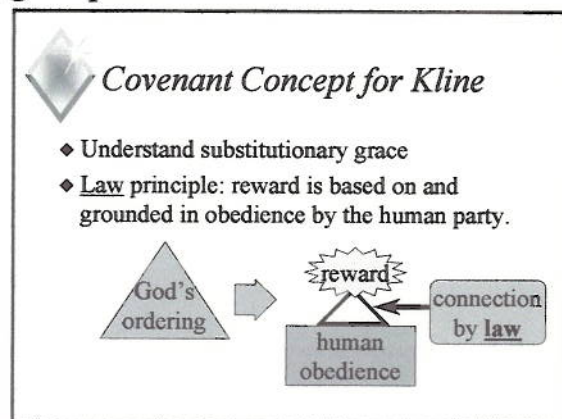 Covenant Concept for Kline
◆ Understand substitutionary grace
◆ Law principle: reward is based on and
grounded in obedience by the human party.
God's
ordering
reward
connection
by law
human
obedience